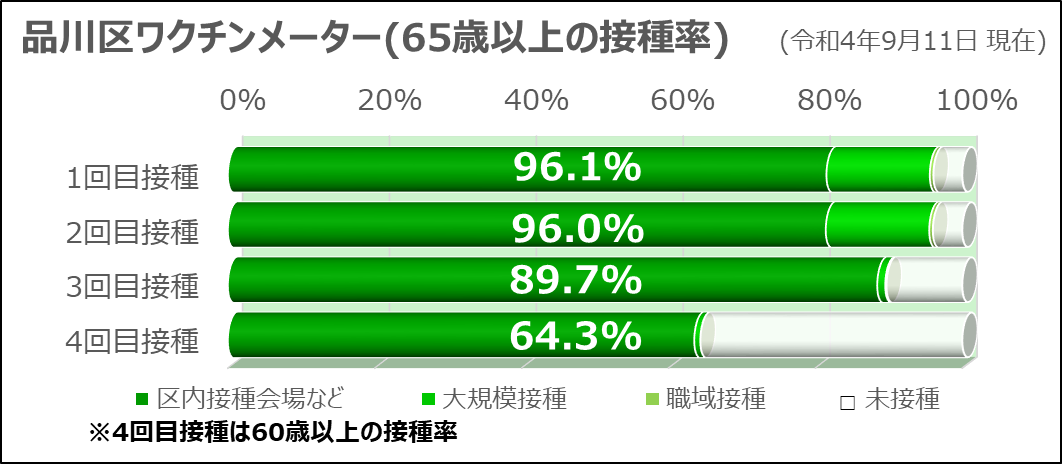 品川区ワクチンメーター(65歳以上の接種率) (令和4年9月11日 現在)
0% 20% 40% 60% 80% 100%
1回目接種 96.1%
2回目接種 96.0%
3回目接種 89.7%
4回目接種 64.3%
区内接種会場など 大規模接種 職域接種 未接種
※4回目接種は60歳以上の接種率